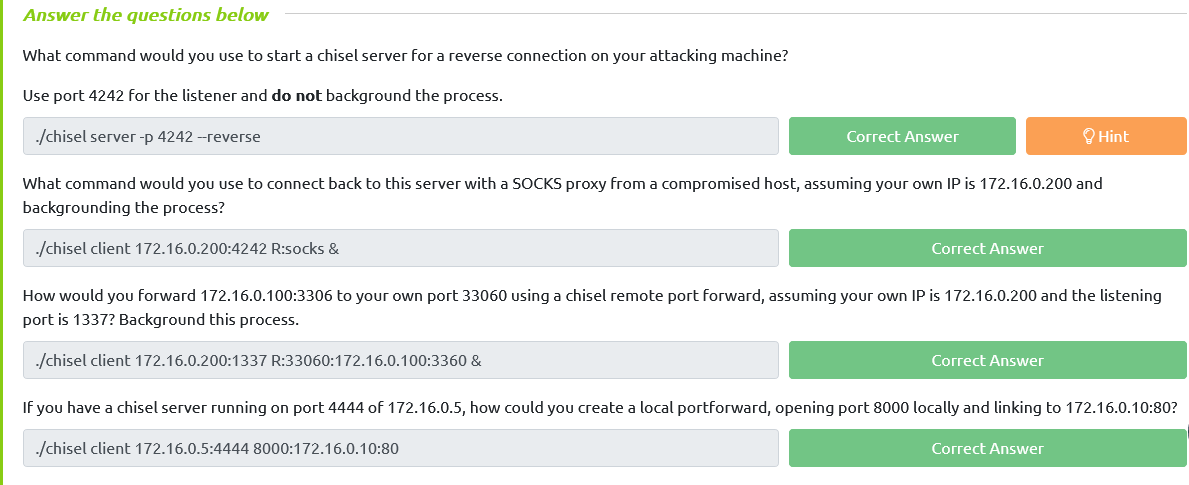 Answer the questions below
What command would you use to start a chisel server for a reverse connection on your attacking machine?
Use port 4242 for the listener and do not background the process.
./chisel server -p 4242 --reverse
Correct Answer
Hint
What command would you use to connect back to this server with a SOCKS proxy from a compromised host, assuming your own IP is 172.16.0.200 and
backgrounding the process?
./chisel client 172.16.0.200:4242 R:socks &
Correct Answer
How would you forward 172.16.0.100:3306 to your own port 33060 using a chisel remote port forward, assuming your own IP is 172.16.0.200 and the listening
port is 1337? Background this process.
./chisel client 172.16.0.200:1337 R:33060:172.16.0.100:3360 &
Correct Answer
If you have a chisel server running on port 4444 of 172.16.0.5, how could you create a local portforward, opening port 8000 locally and linking to 172.16.0.10:80?
./chisel client 172.16.0.5:4444 8000:172.16.0.10:80
Correct Answer